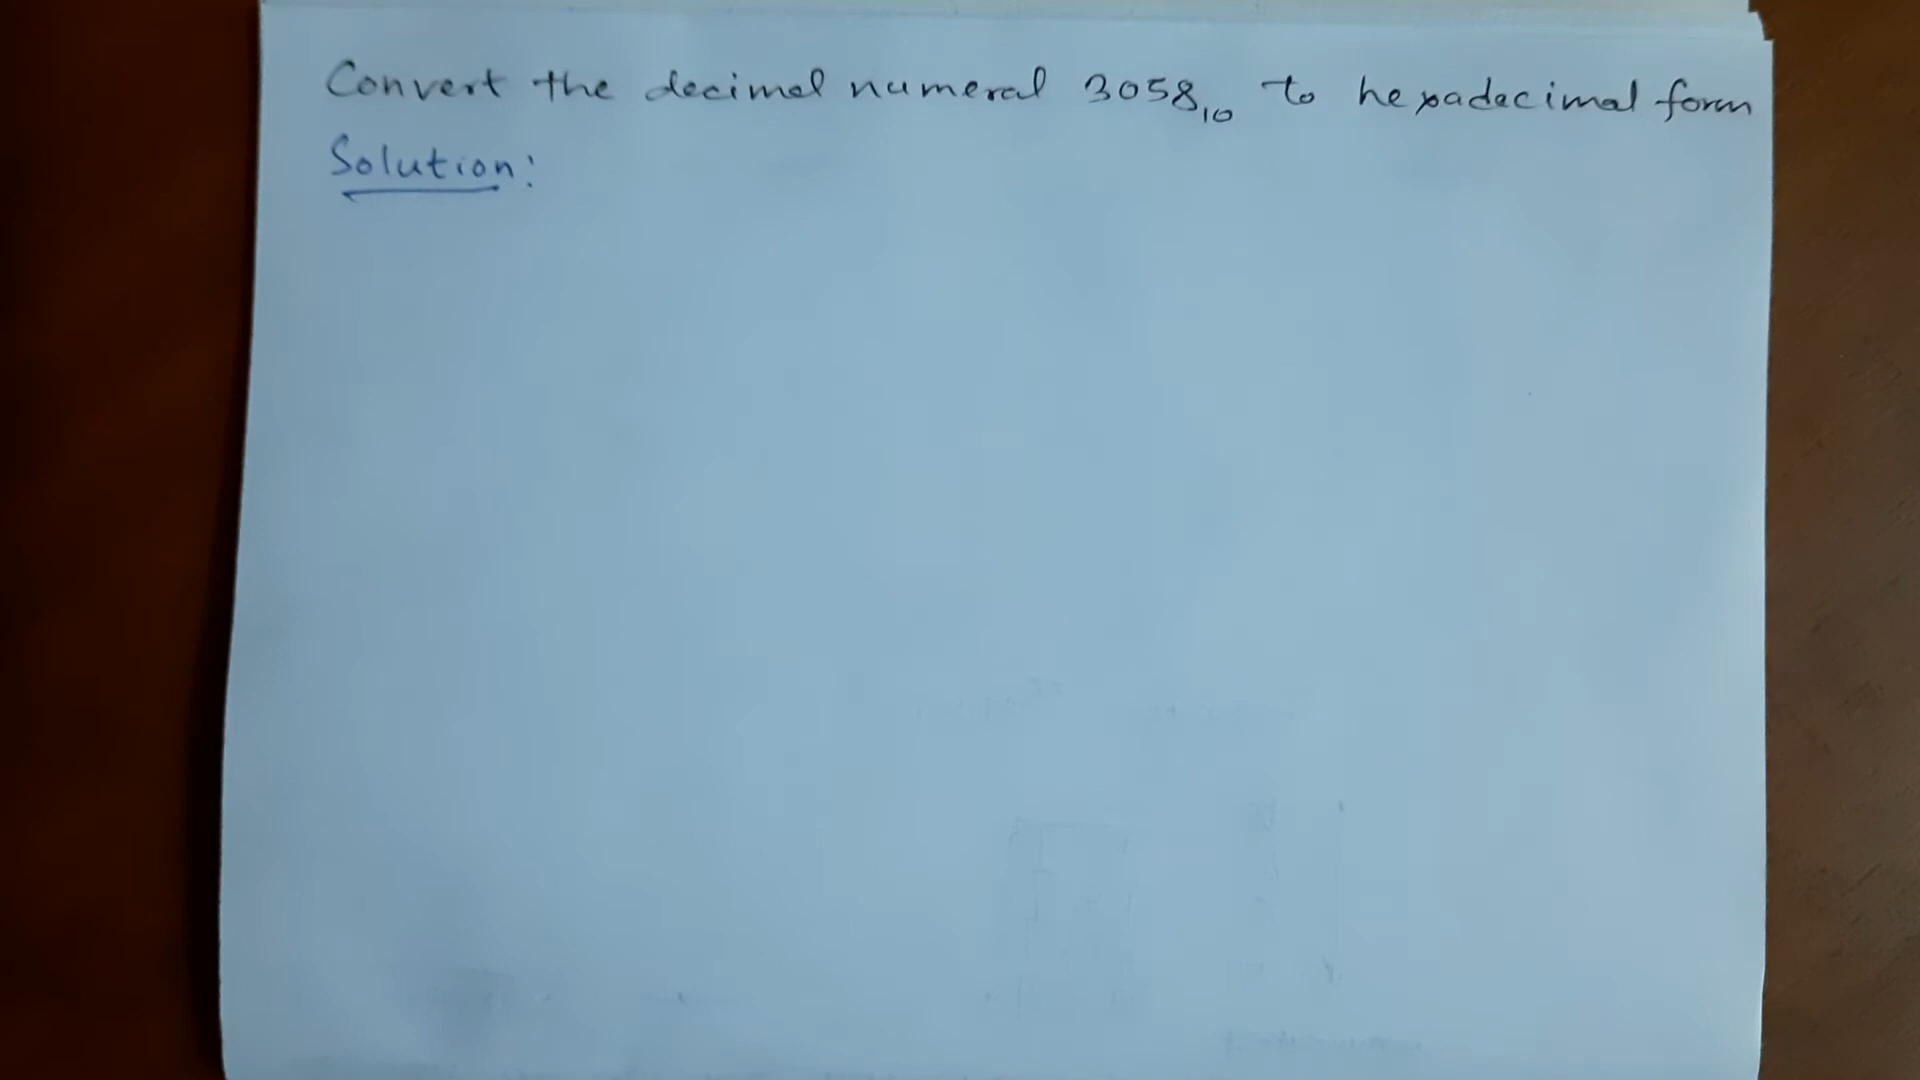 Convert the decimal numeral 3058₁₀ to hexadecimal form
Solution: